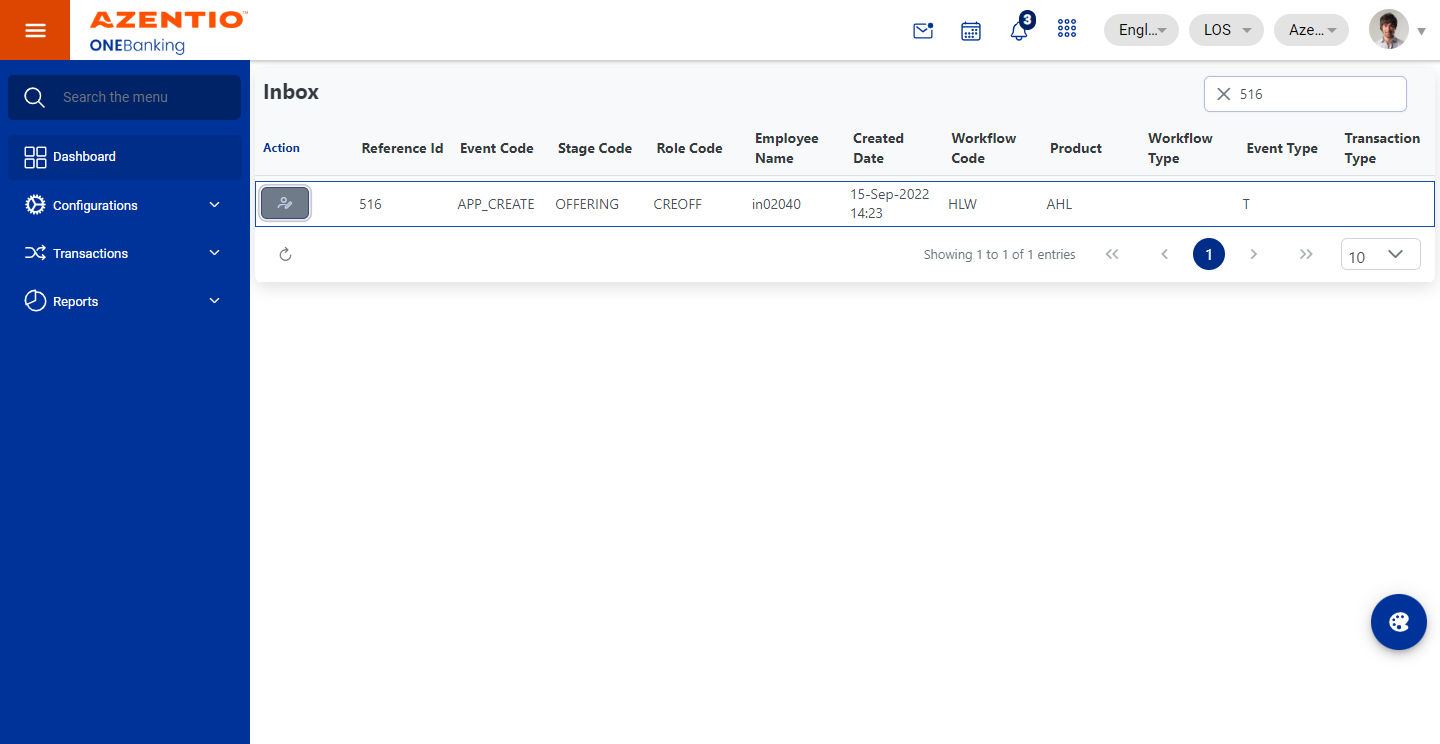 AZENTIO™
ONEBanking
3
Engl...
LOS
Aze...
Search the menu
Dashboard
Configurations
Transactions
Reports
Inbox
516
Action Reference Id Event Code Stage Code Role Code Employee Name Created Date Workflow Code Product Workflow Type Event Type Transaction Type
516 APP_CREATE OFFERING CREOFF in02040 15-Sep-2022 14:23 HLW AHL T
Showing 1 to 1 of 1 entries
1
10